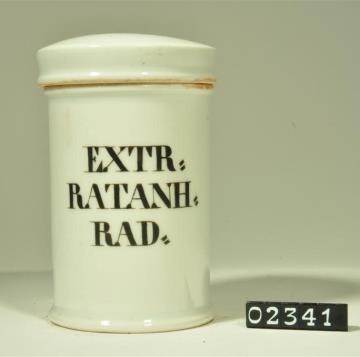 EXTR.
RATANH.
RAD.
02341